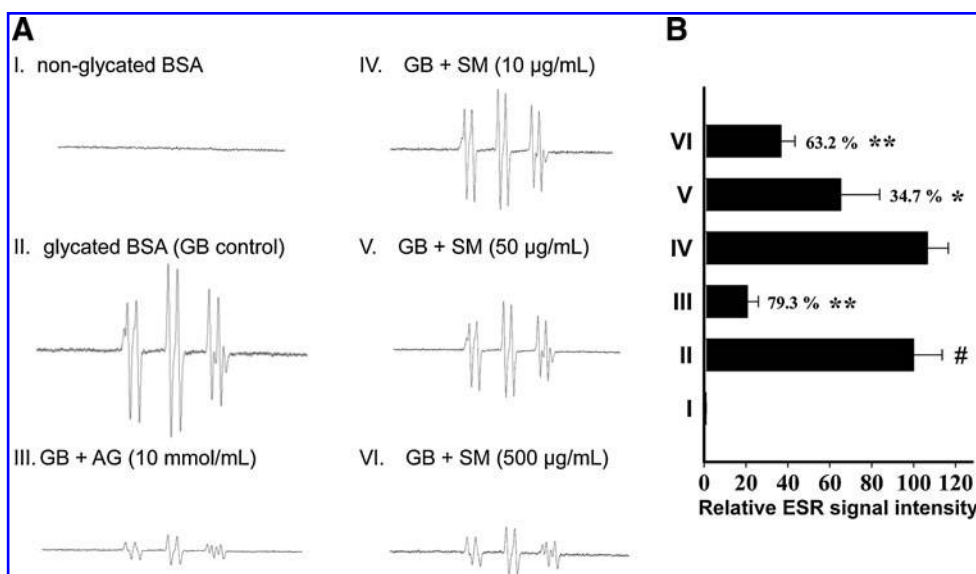 A
I. non-glycated BSA
II. glycated BSA (GB control)
III. GB + AG (10 mmol/mL)
IV. GB + SM (10 µg/mL)
V. GB + SM (50 µg/mL)
VI. GB + SM (500 µg/mL)
B
VI 63.2 % **
V 34.7 % *
IV
III 79.3 % **
II #
I
0 20 40 60 80 100 120
Relative ESR signal intensity